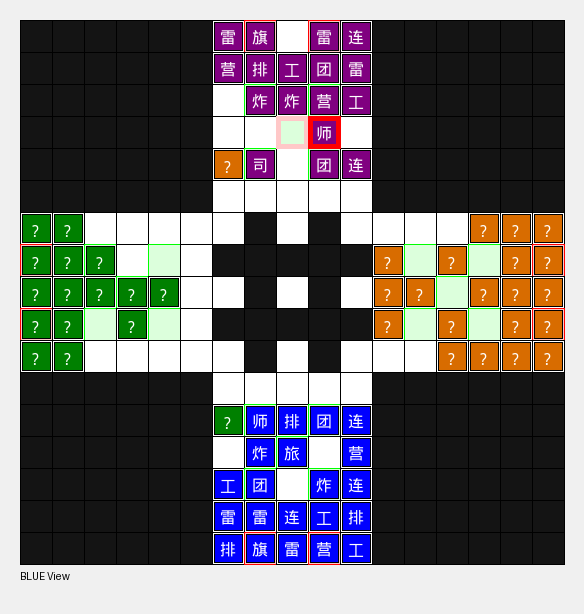 雷 旗 雷 连
营 排 工 团 雷
炸 炸 营 工
师
? 司 团 连
? ? ? ? ?
? ? ? ? ? ? ?
? ? ? ? ? ? ? ? ? ?
? ? ? ? ? ? ?
? ? ? ? ? ?
? 师 排 团 连
炸 旅 营
工 团 炸 连
雷 雷 连 工 排
排 旗 雷 营 工
BLUE View